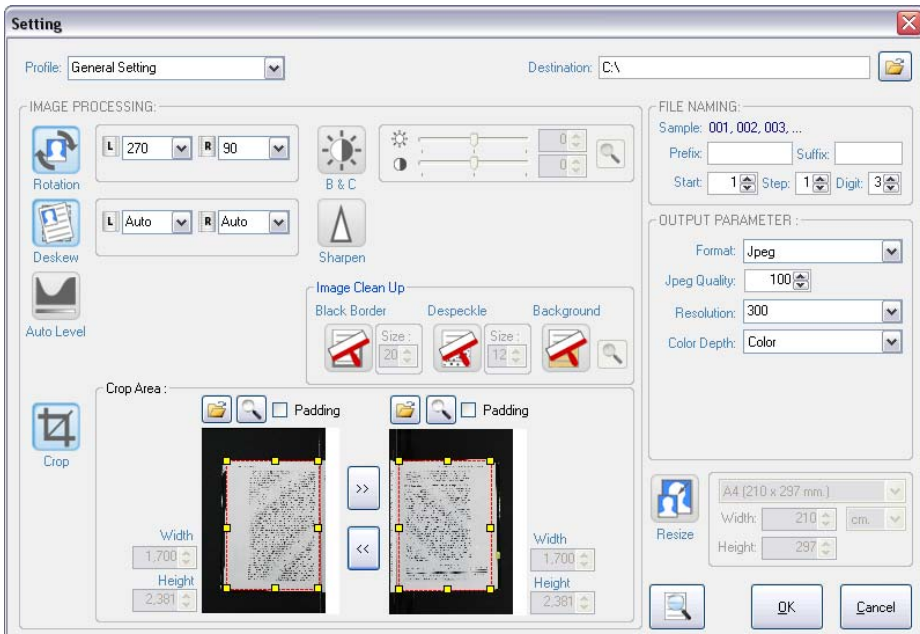 Setting
Profile: General Setting
Destination: C:\
IMAGE PROCESSING:
L 270 R 90
Rotation
B & C
0
0
L Auto R Auto
Deskew
Sharpen
Auto Level
Image Clean Up
Black Border Despeckle Background
Size : 20
Size : 12
Crop Area :
Padding
Padding
Crop
>>
<<
Width
1,700
Height
2,381
Width
1,700
Height
2,381
FILE NAMING:
Sample: 001, 002, 003, ...
Prefix: Suffix:
Start: 1 Step: 1 Digit: 3
OUTPUT PARAMETER :
Format: Jpeg
Jpeg Quality: 100
Resolution: 300
Color Depth: Color
Resize
A4 (210 x 297 mm.)
Width: 210 cm.
Height: 297
OK Cancel